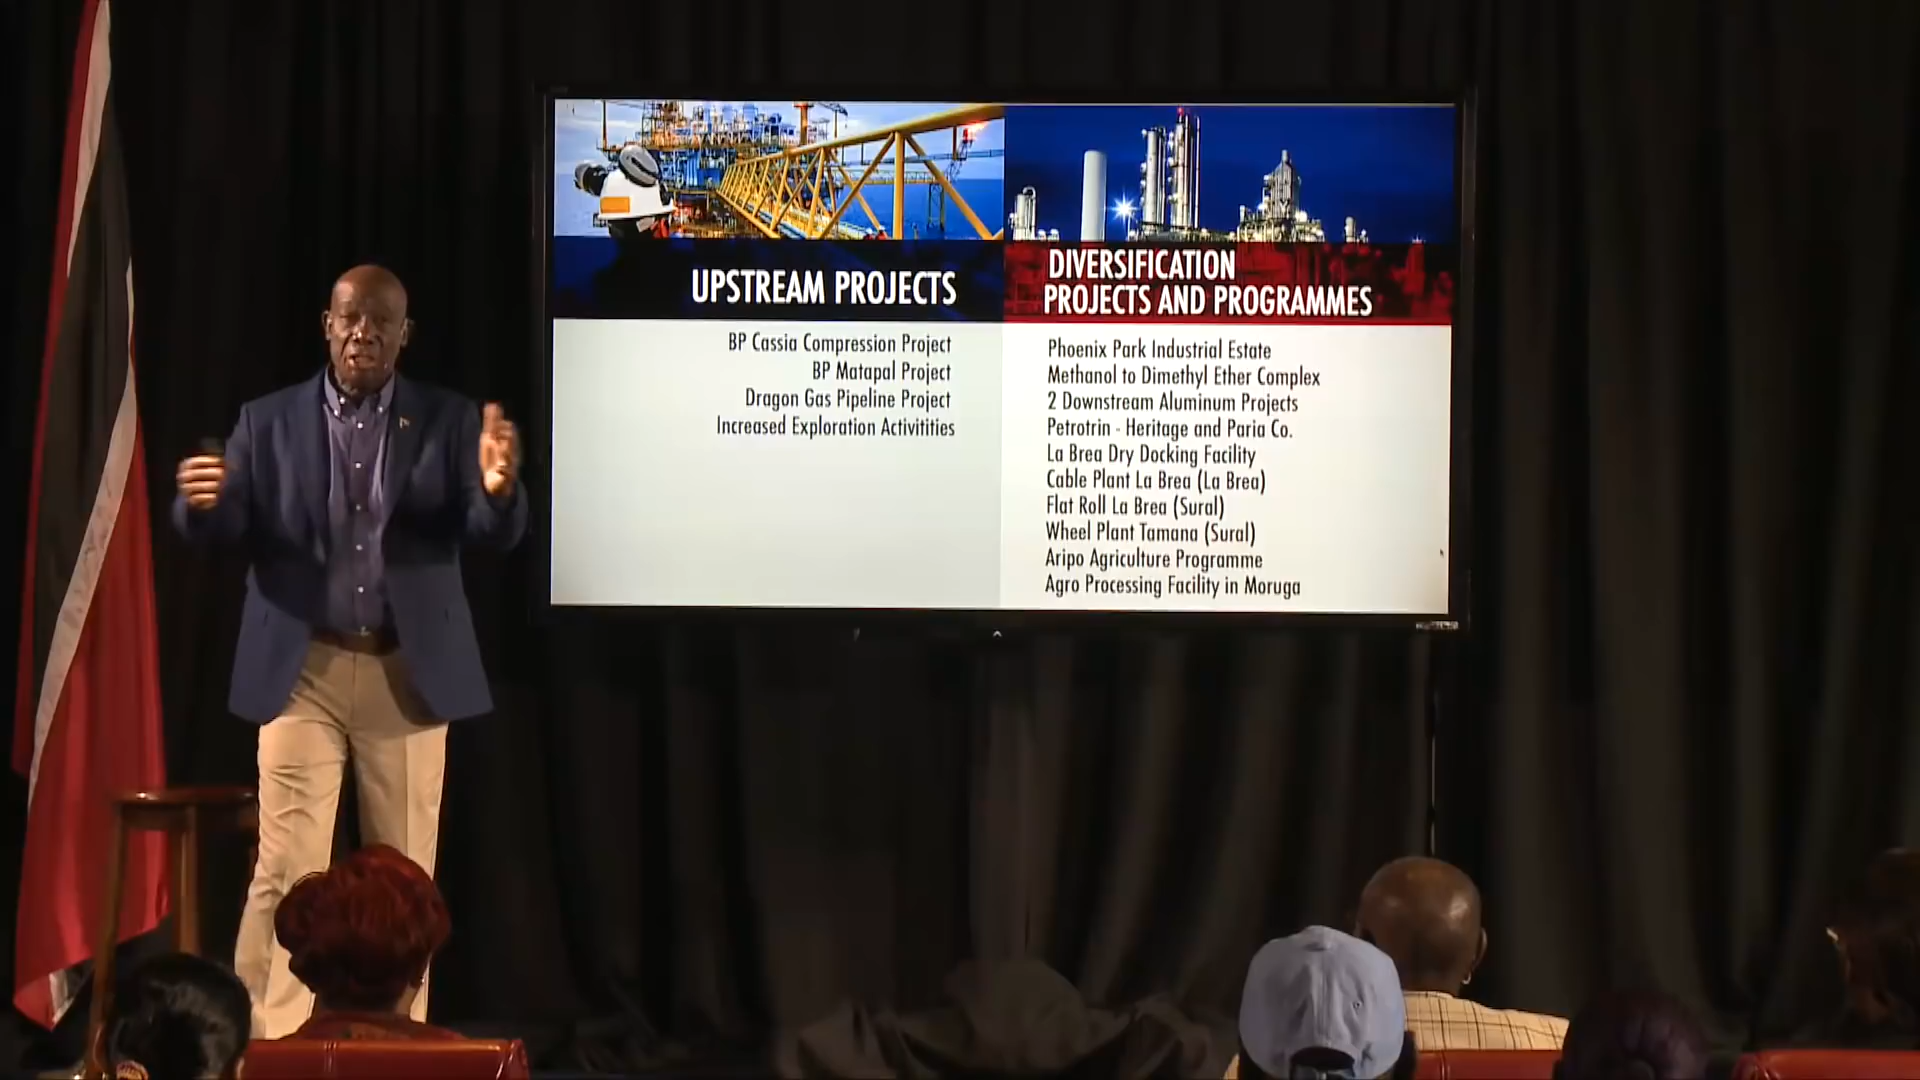 UPSTREAM PROJECTS
BP Cassia Compression Project
BP Matapal Project
Dragon Gas Pipeline Project
Increased Exploration Activitities
DIVERSIFICATION
PROJECTS AND PROGRAMMES
Phoenix Park Industrial Estate
Methanol to Dimethyl Ether Complex
2 Downstream Aluminum Projects
Petrotrin - Heritage and Paria Co.
La Brea Dry Docking Facility
Cable Plant La Brea (La Brea)
Flat Roll La Brea (Sural)
Wheel Plant Tamana (Sural)
Aripo Agriculture Programme
Agro Processing Facility in Moruga